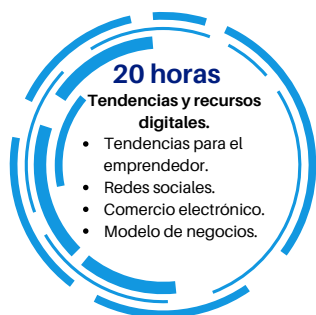 20 horas
Tendencias y recursos
digitales.
• Tendencias para el
emprendedor.
• Redes sociales.
• Comercio electrónico.
• Modelo de negocios.